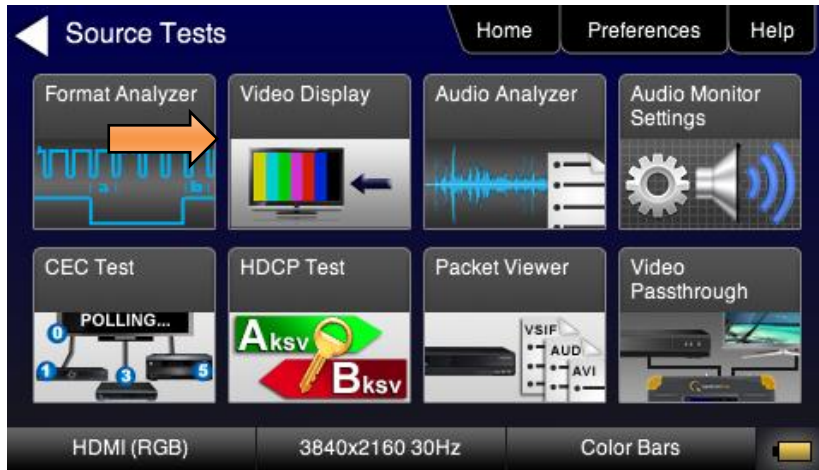 Source Tests
Home
Preferences
Help
Format Analyzer
Video Display
Audio Analyzer
Audio Monitor
Settings
a
b
CEC Test
HDCP Test
Packet Viewer
Video
Passthrough
POLLING...
0
1
3
5
Aksv
Bksv
VSIF
AUD
AVI
HDMI (RGB)
3840x2160 30Hz
Color Bars